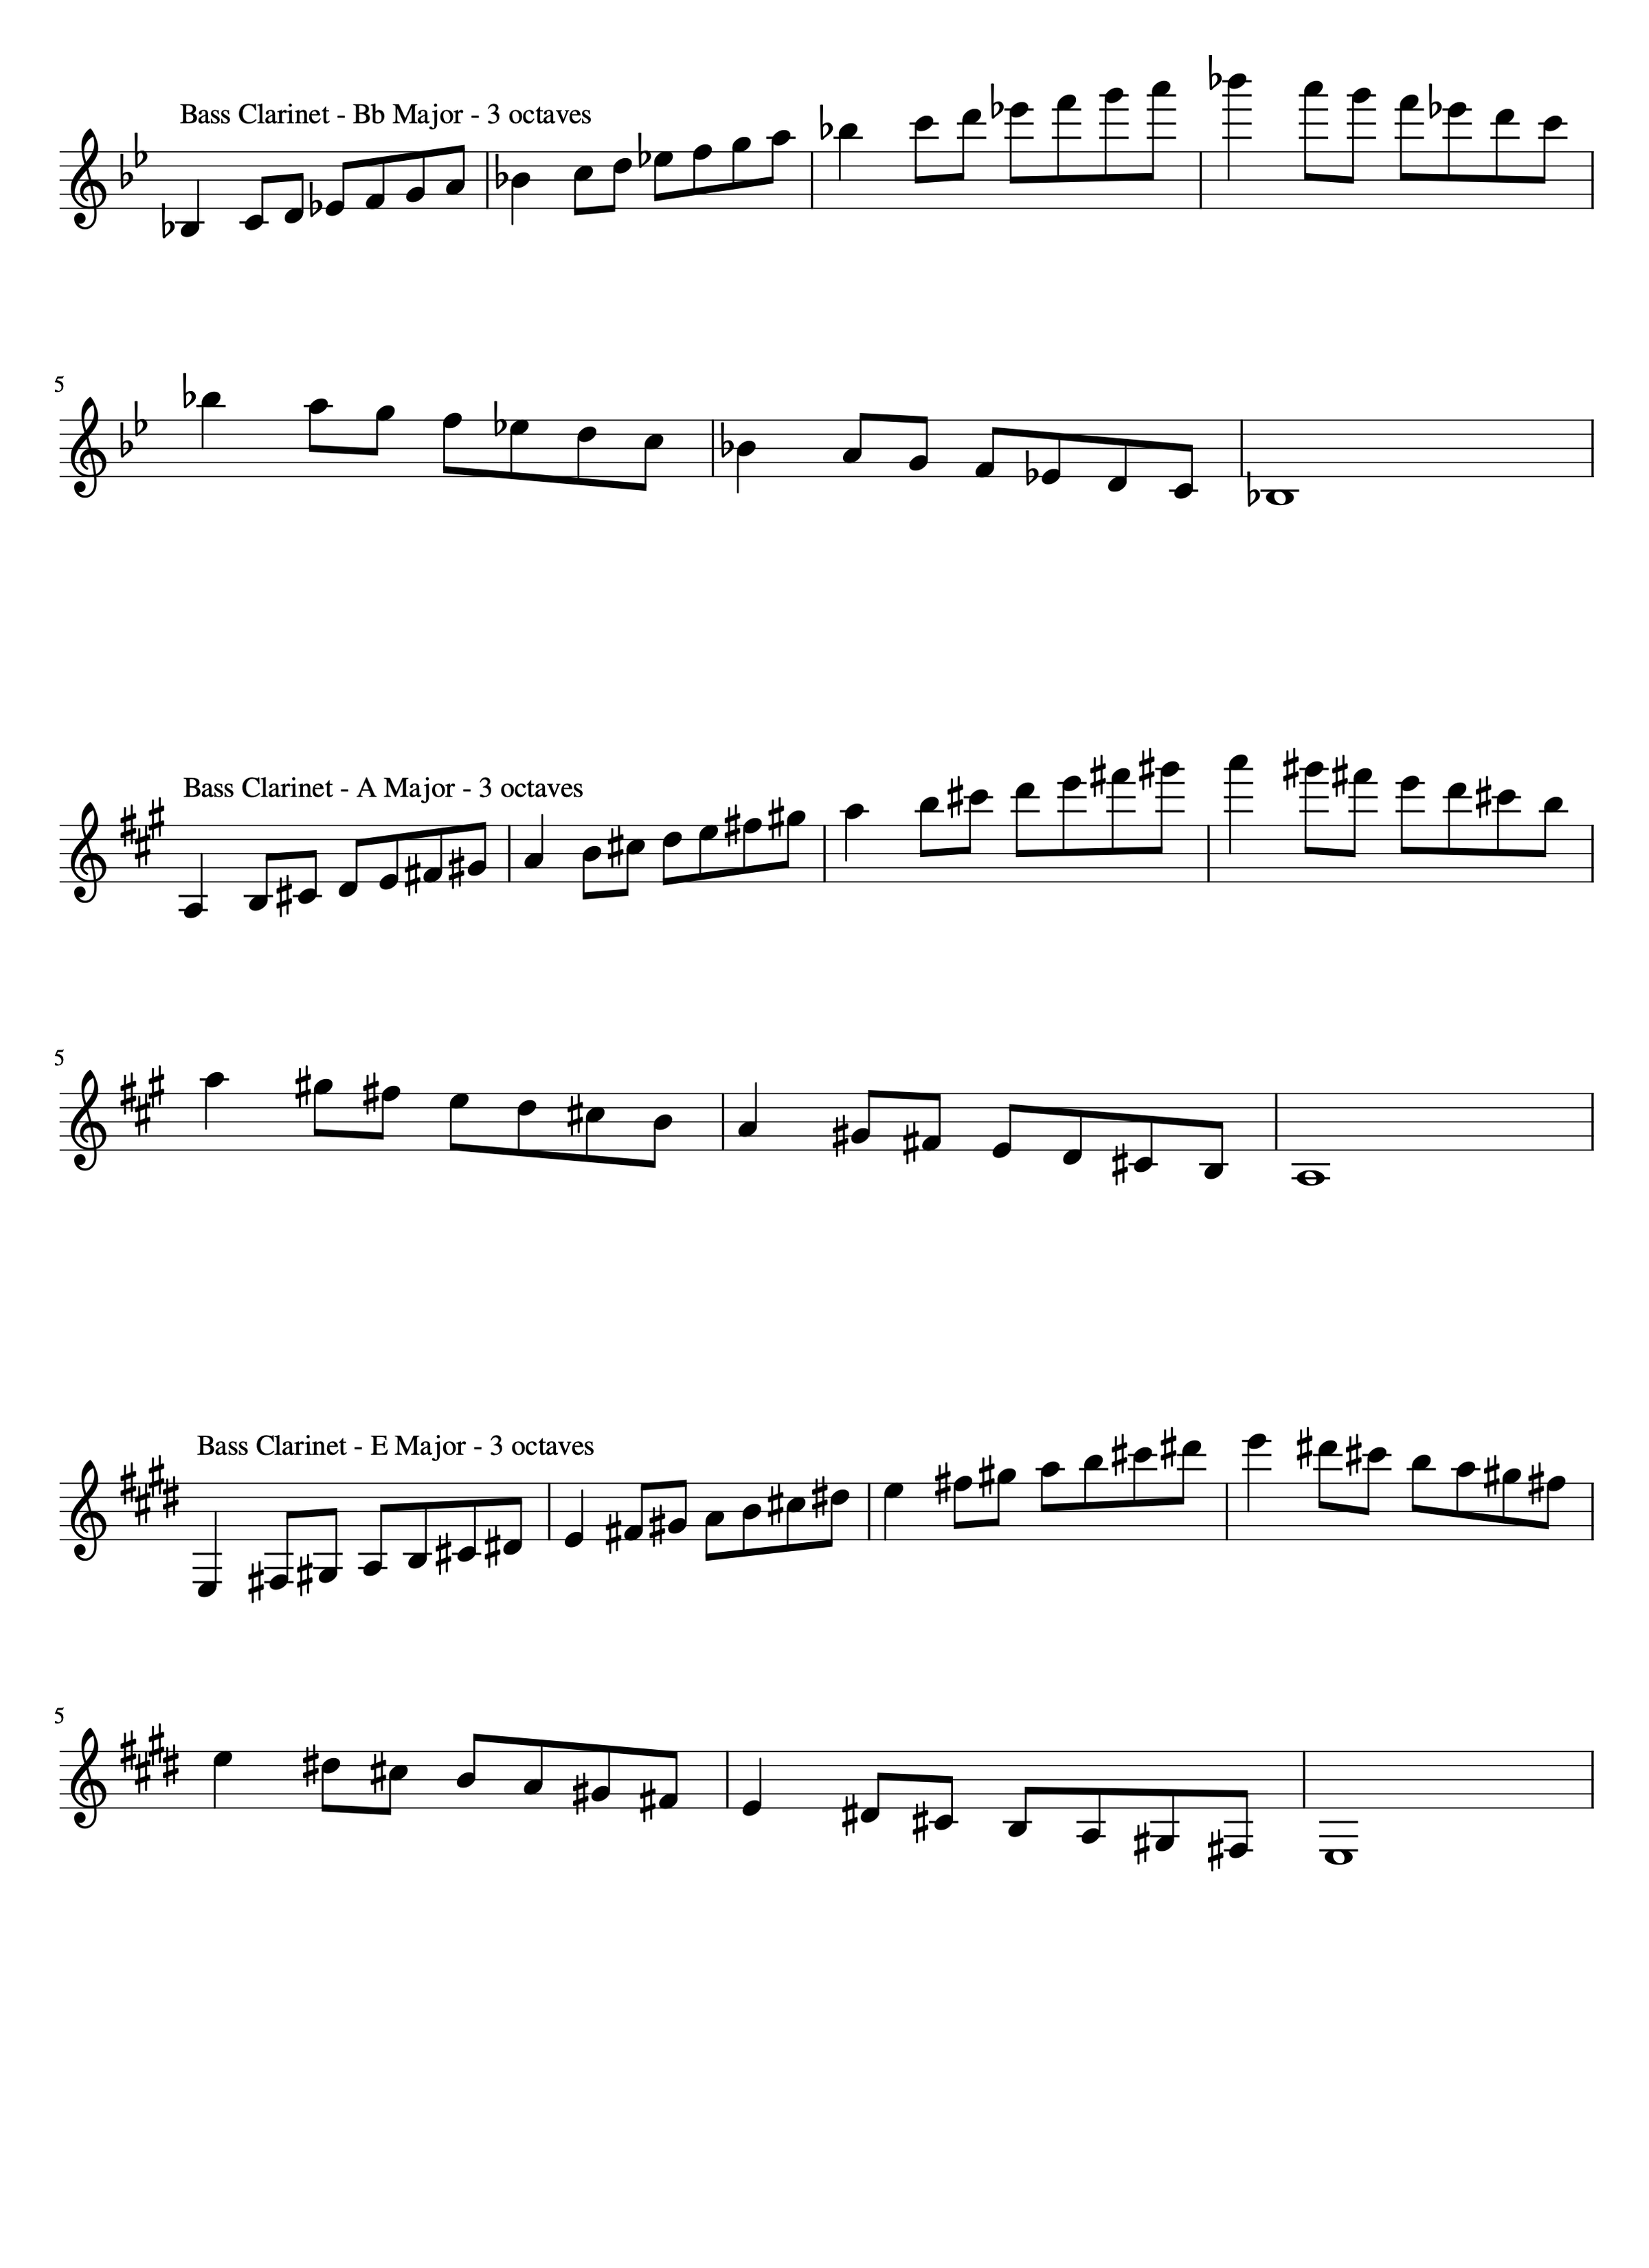 Bass Clarinet - Bb Major - 3 octaves
5
Bass Clarinet - A Major - 3 octaves
5
Bass Clarinet - E Major - 3 octaves
5